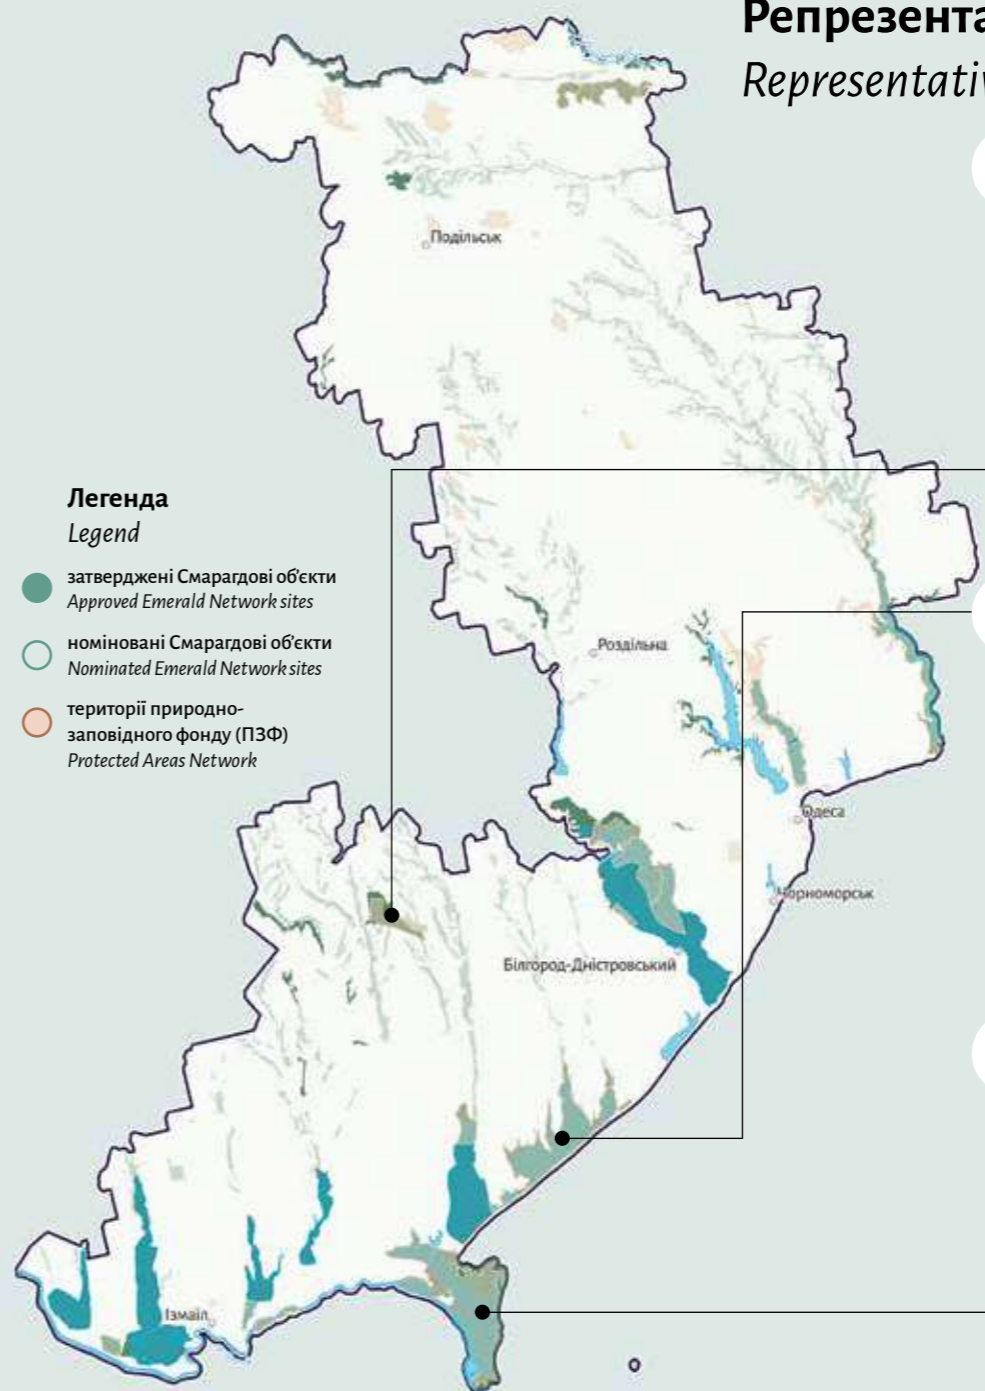 Репрезента
Representativ
Подільськ
Легенда
Legend
затверджені Смарагдові об'єкти
Approved Emerald Network sites
номіновані Смарагдові об'єкти
Nominated Emerald Network sites
території природно-
заповідного фонду (ПЗФ)
Protected Areas Network
Роздільна
Одеса
Чорноморськ
Білгород-Дністровський
Ізмаїл